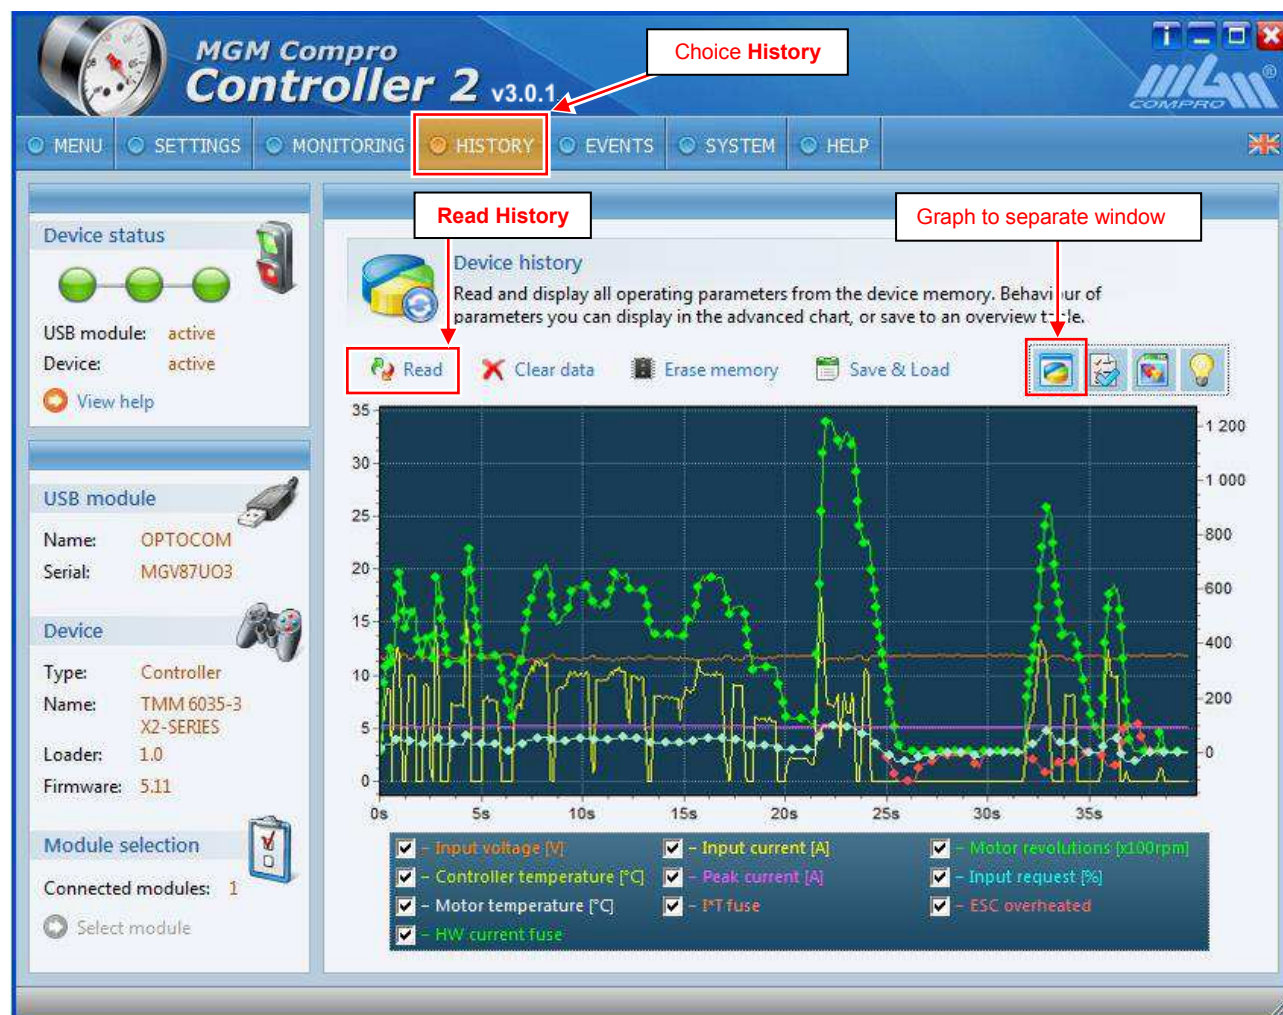 MGM Compro
Controller 2 v3.0.1
Choice History
COMPRO
®
MENU
SETTINGS
MONITORING
HISTORY
EVENTS
SYSTEM
HELP
Read History
Graph to separate window
Device status
USB module: active
Device: active
View help
Device history
Read and display all operating parameters from the device memory. Behaviour of
parameters you can display in the advanced chart, or save to an overview
Read
Clear data
Erase memory
Save & Load
USB module
Name: OPTOCOM
Serial: MGV87UO3
Device
Type: Controller
Name: TMM 6035-3
X2-SERIES
Loader: 1.0
Firmware: 5.11
Module selection
Connected modules: 1
Select module
35
30
25
20
15
10
5
0
1 200
1 000
800
600
400
200
0
0s 5s 10s 15s 20s 25s 30s 35s
- Input voltage [V]
- Input current [A]
- Motor revolutions [x100rpm]
- Controller temperature [°C]
- Peak current [A]
- Input request [%]
- Motor temperature [°C]
- I*T fuse
- ESC overheated
- HW current fuse